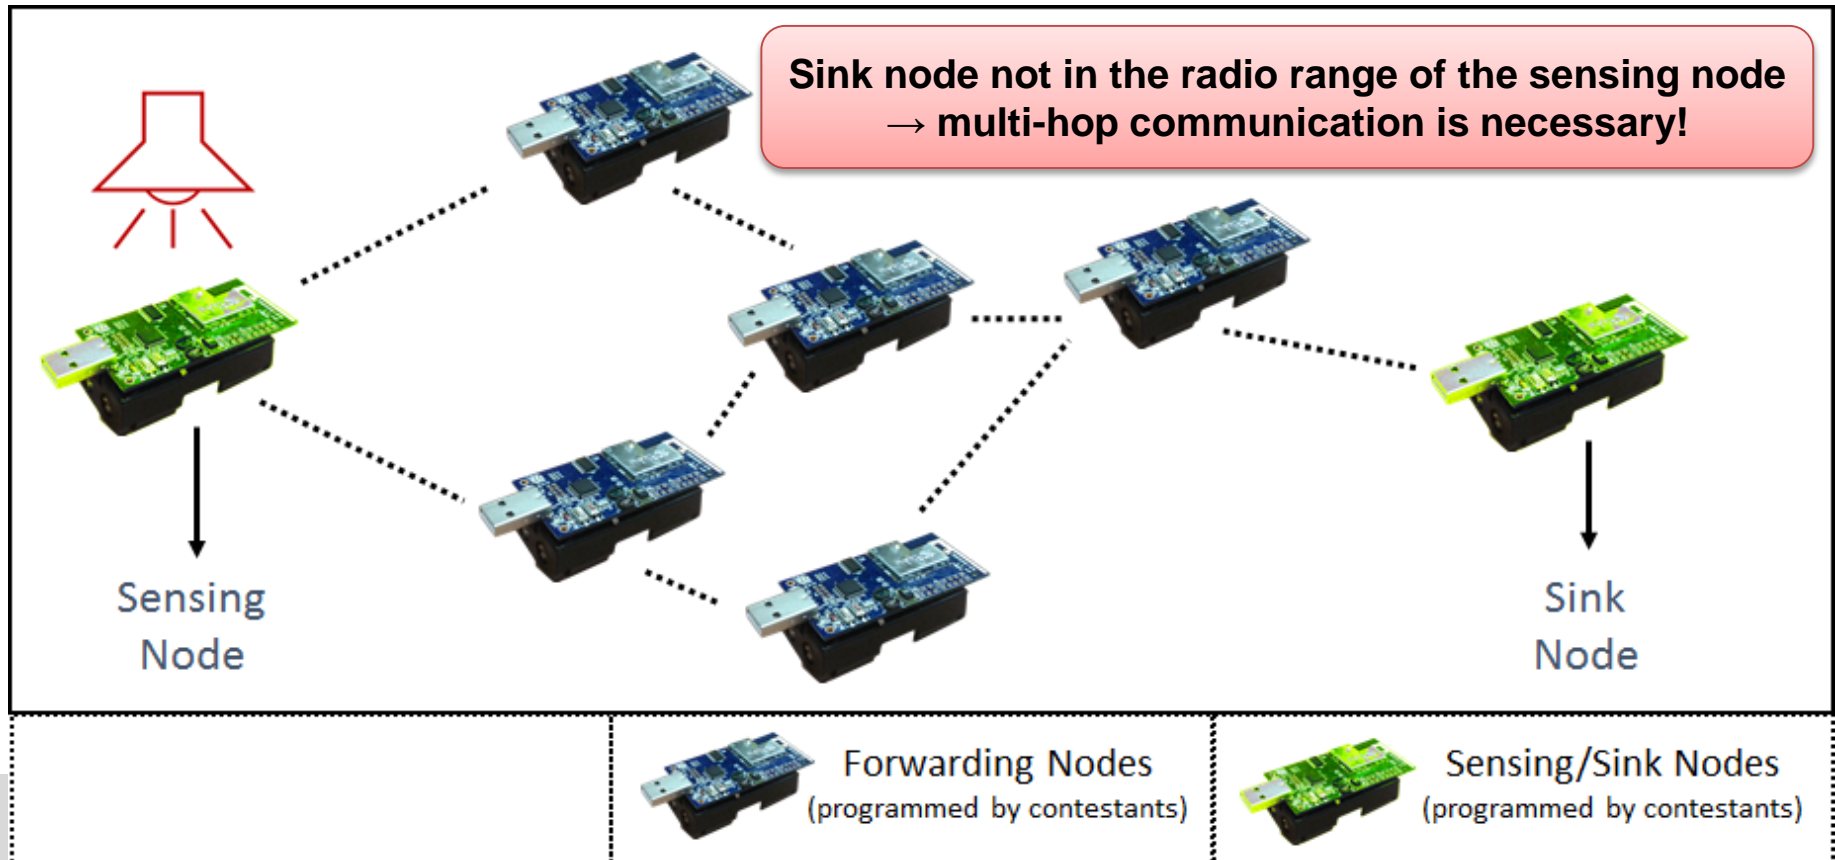 Sink node not in the radio range of the sensing node
→ multi-hop communication is necessary!
Sensing
Node
Sink
Node
Forwarding Nodes
(programmed by contestants)
Sensing/Sink Nodes
(programmed by contestants)